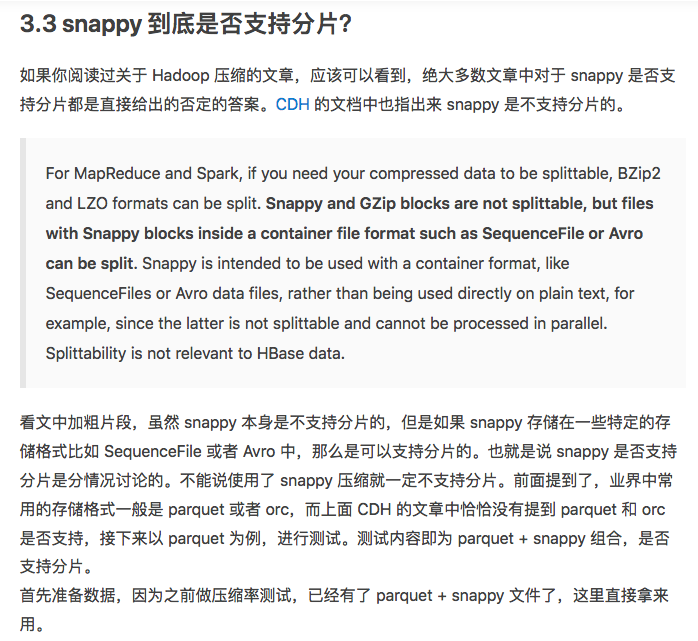 3.3 snappy 到底是否支持分片?
如果你阅读过关于 Hadoop 压缩的文章，应该可以看到，绝大多数文章中对于 snappy 是否支
持分片都是直接给出的否定的答案。CDH 的文档中也指出来 snappy 是不支持分片的。
For MapReduce and Spark, if you need your compressed data to be splittable, BZip2
and LZO formats can be split. Snappy and GZip blocks are not splittable, but files
with Snappy blocks inside a container file format such as SequenceFile or Avro
can be split. Snappy is intended to be used with a container format, like
SequenceFiles or Avro data files, rather than being used directly on plain text, for
example, since the latter is not splittable and cannot be processed in parallel.
Splittability is not relevant to HBase data.
看文中加粗片段，虽然 snappy 本身是不支持分片的，但是如果 snappy 存储在一些特定的存
储格式比如 SequenceFile 或者 Avro 中，那么是可以支持分片的。也就是说 snappy 是否支持
分片是分情况讨论的。不能说使用了 snappy 压缩就一定不支持分片。前面提到了，业界中常
用的存储格式一般是 parquet 或者 orc，而上面 CDH 的文章中恰恰没有提到 parquet 和 orc
是否支持，接下来以 parquet 为例，进行测试。测试内容即为 parquet + snappy 组合，是否
支持分片。
首先准备数据，因为之前做压缩率测试，已经有了 parquet + snappy 文件了，这里直接拿来
用。